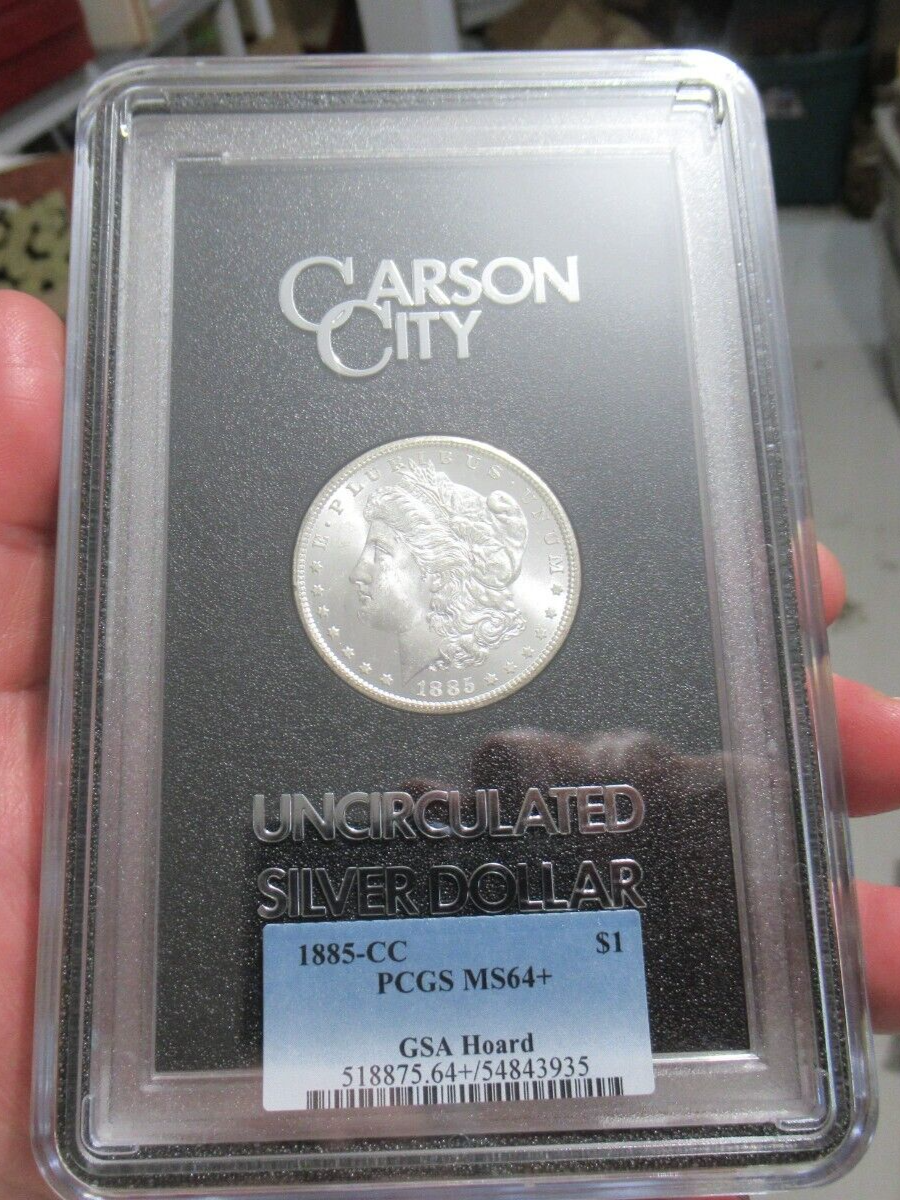 CARSON
CITY
E·PLURIBUS·UNUM
1885
UNCIRCULATED
SILVER DOLLAR
1885-CC $1
PCGS MS64+
GSA Hoard
518875.64+/54843935